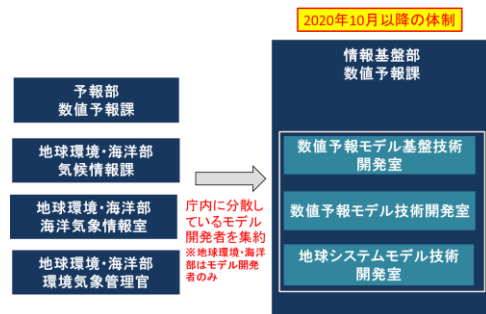 2020年10月以降の体制
予報部
数値予報課
地球環境・海洋部
気候情報課
地球環境・海洋部
海洋気象情報室
地球環境・海洋部
環境気象管理官
庁内に分散し
ているモデル
開発者を集約
※地球環境・海洋
部はモデル開発
者のみ
情報基盤部
数値予報課
数値予報モデル基盤技術
開発室
数値予報モデル技術開発室
地球システムモデル技術
開発室